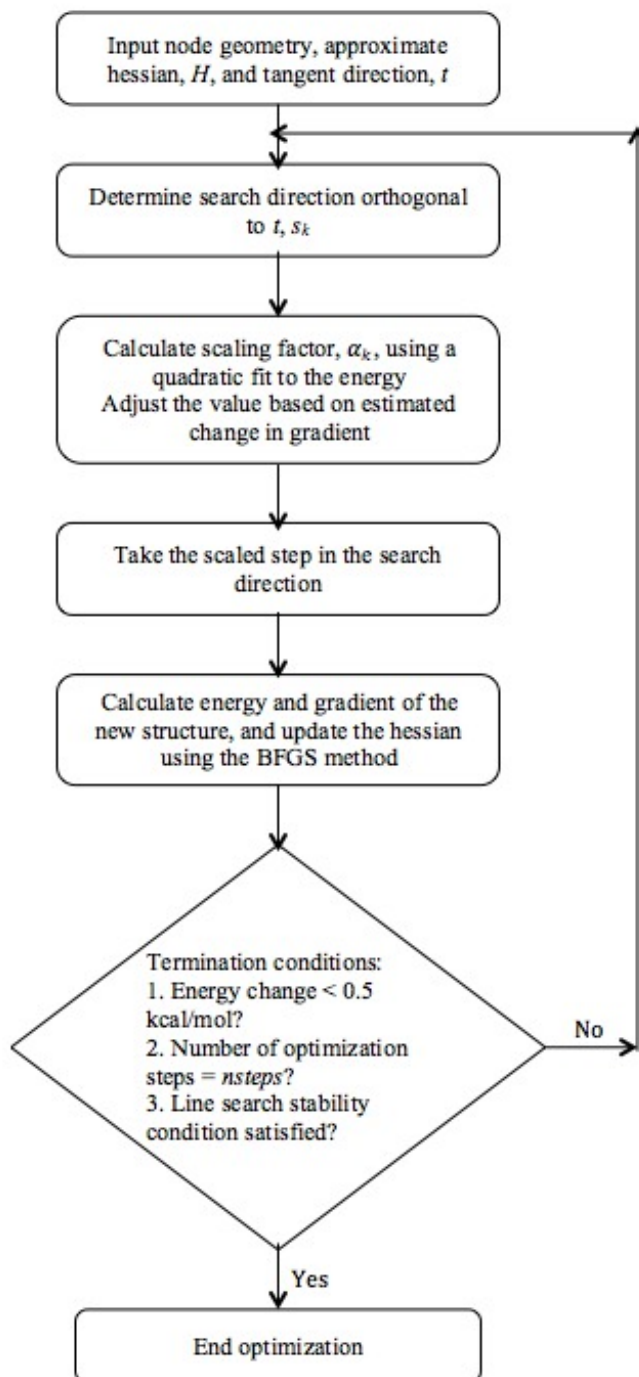 Input node geometry, approximate
hessian, H, and tangent direction, t
Determine search direction orthogonal
to t, sₖ
Calculate scaling factor, αₖ, using a
quadratic fit to the energy
Adjust the value based on estimated
change in gradient
Take the scaled step in the search
direction
Calculate energy and gradient of the
new structure, and update the hessian
using the BFGS method
Termination conditions:
1. Energy change < 0.5
kcal/mol?
2. Number of optimization
steps = nsteps?
3. Line search stability
condition satisfied?
No
Yes
End optimization